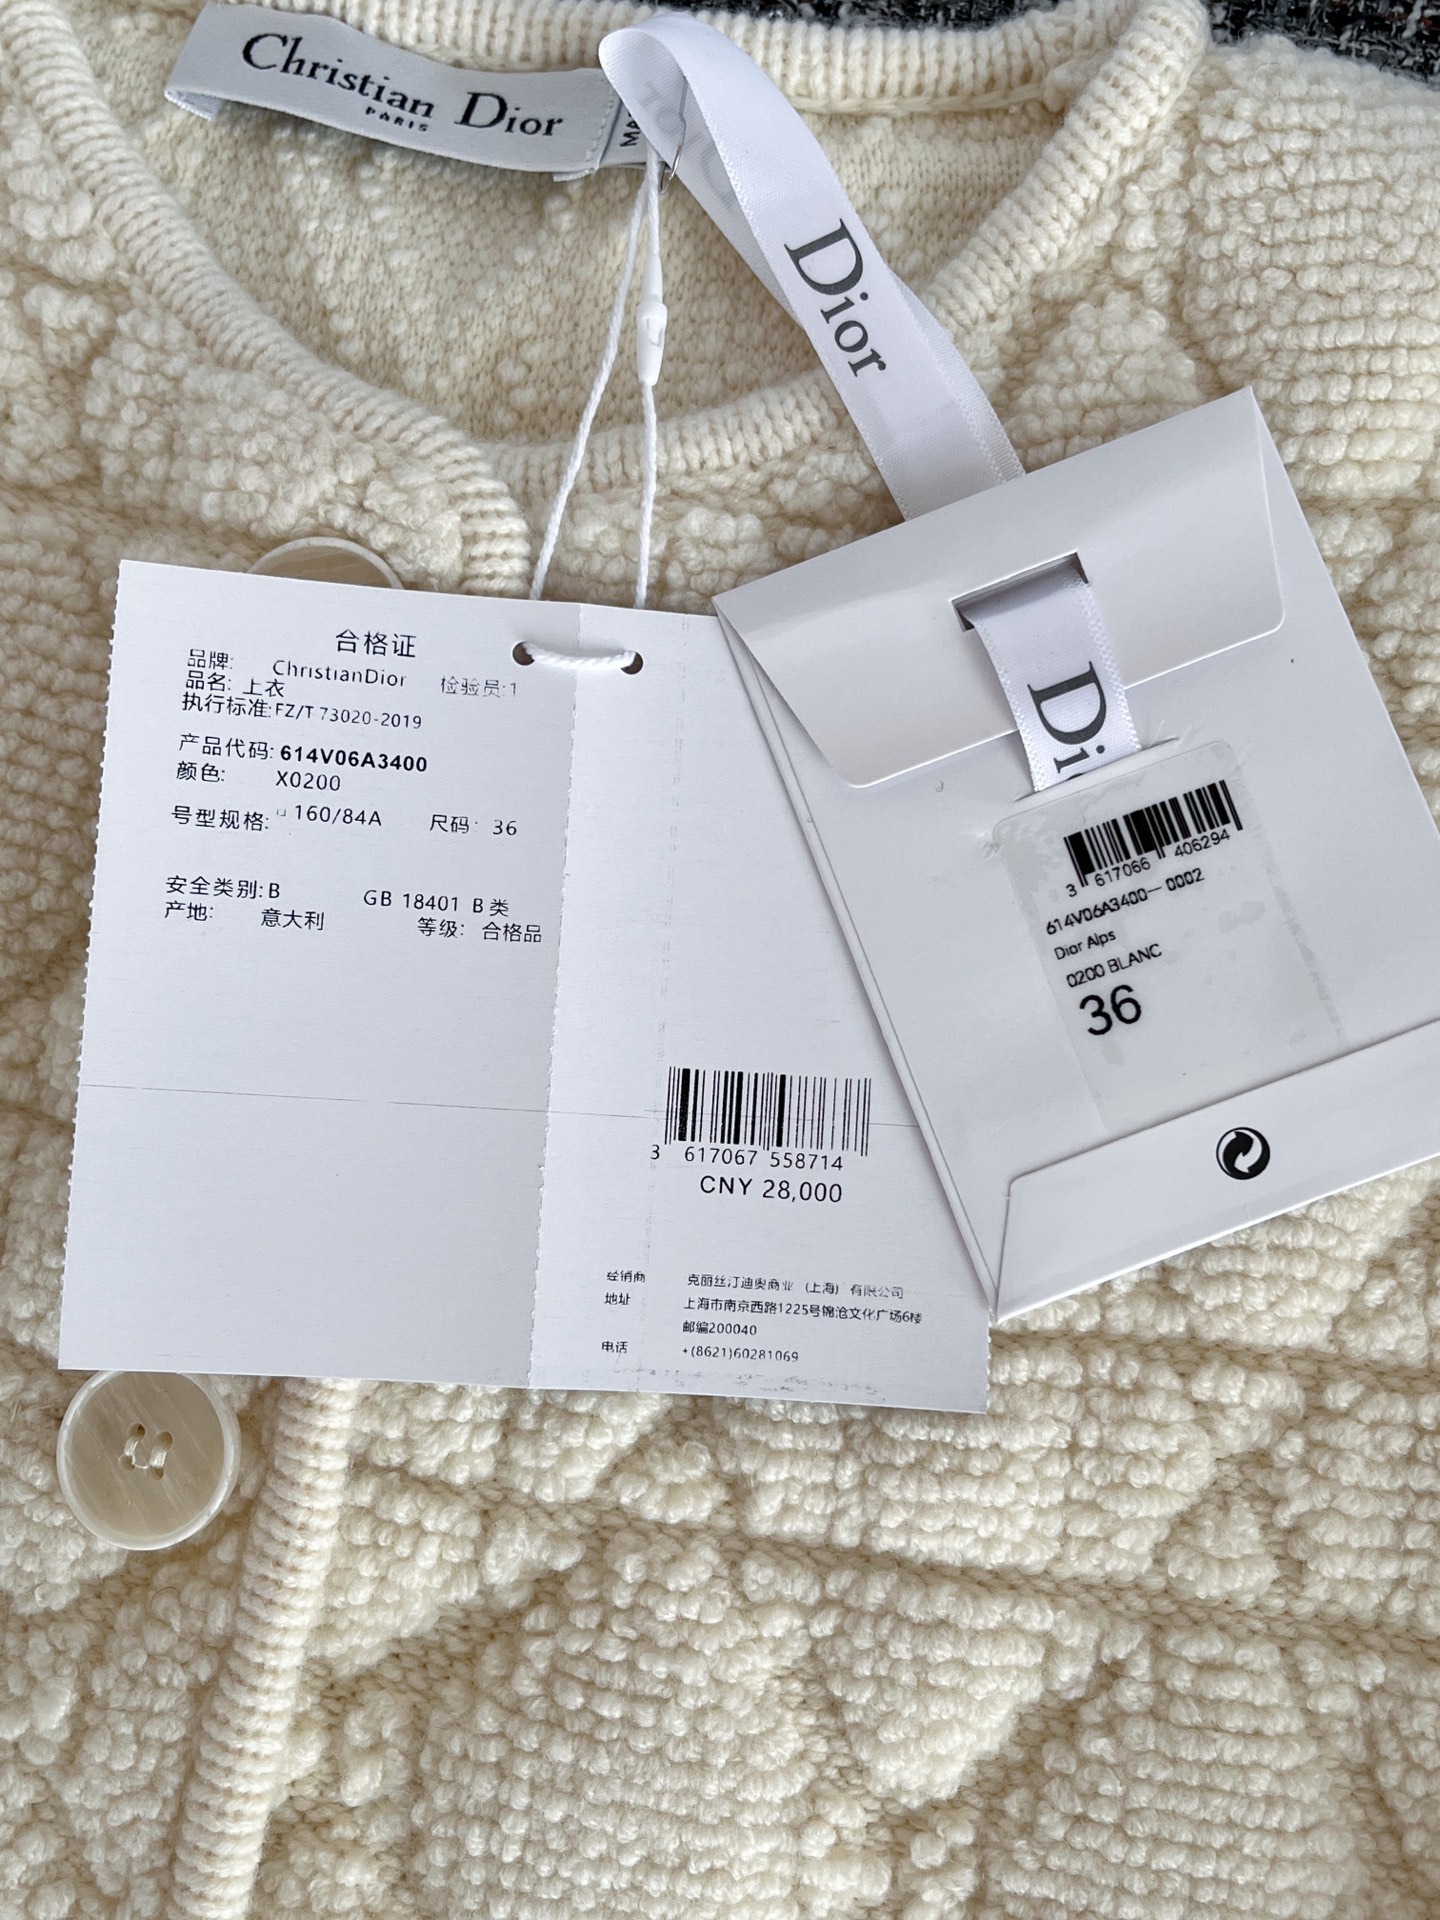 Christian Dior
PARIS
MA
Dior
合格证
品牌: ChristianDior 检验员:1
品名: 上衣
执行标准:FZ/T 73020-2019
产品代码: 614V06A3400
颜色: X0200
号型规格: 160/84A 尺码: 36
安全类别: B GB 18401 B 类
产地: 意大利 等级: 合格品
3 617067 558714
CNY 28,000
经销商 克丽丝汀迪奥商业 (上海) 有限公司
地址 上海市南京西路1225号锦沧文化广场6楼
邮编200040
电话 +(8621)60281069
Di
3 617066 406294
614V06A3400—0002
Dior Alps
0200 BLANC
36